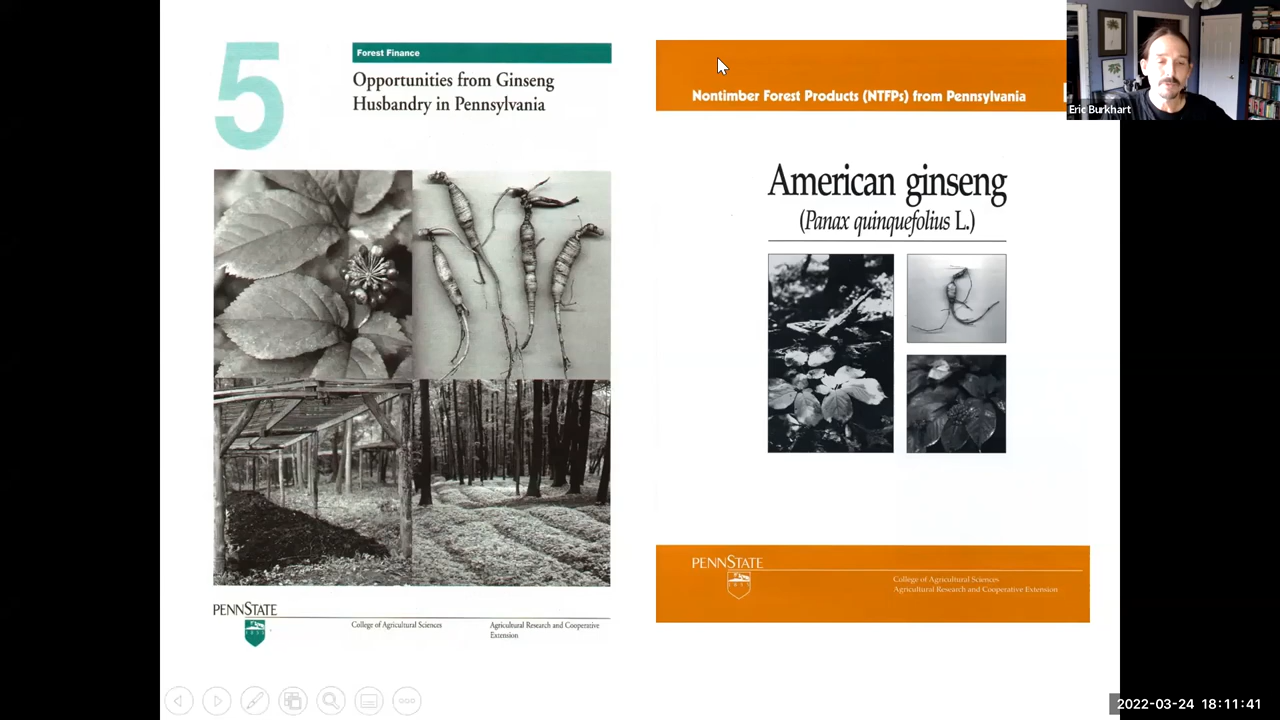 5
Forest Finance
Opportunities from Ginseng
Husbandry in Pennsylvania
PENNSTATE
1855
College of Agricultural Sciences
Agricultural Research and Cooperative
Extension
Nontimber Forest Products (NTFPs) from Pennsylvania
American ginseng
(Panax quinquefolius L.)
PENNSTATE
1855
College of Agricultural Sciences
Agricultural Research and Cooperative Extension
Eric Burkhart
2022-03-24 18:11:41